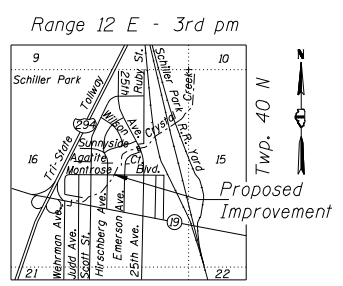 Range 12 E - 3rd pm
9
10
Schiller Park
Tollway
25th
Ruby St.
Schiller Park
R.R. Yard
Creek
N
294
Wilson Ave.
Crystal
Sunnyside
Agatite
Ct.
Montrose
Blvd.
16
15
Tri-State
Twp. 40 N
Proposed
Improvement
19
Wehrman Ave.
Judd Ave.
Scott St.
Hirschberg Ave.
Emerson Ave.
25th Ave.
21
22